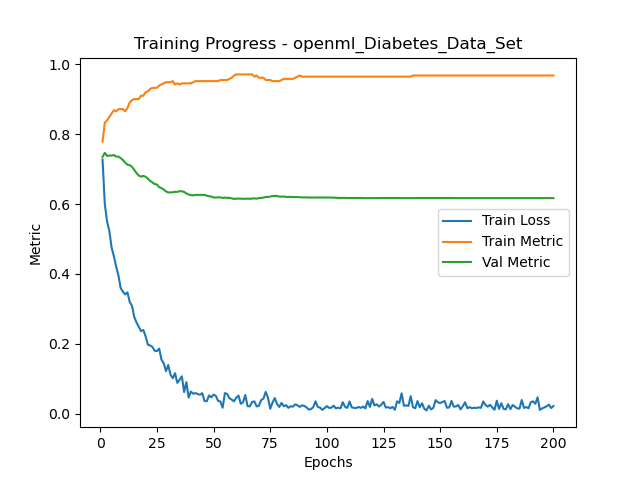 Training Progress - openml_Diabetes_Data_Set
Metric
1.0
0.8
0.6
0.4
0.2
0.0
Train Loss
Train Metric
Val Metric
0
25
50
75
100
125
150
175
200
Epochs